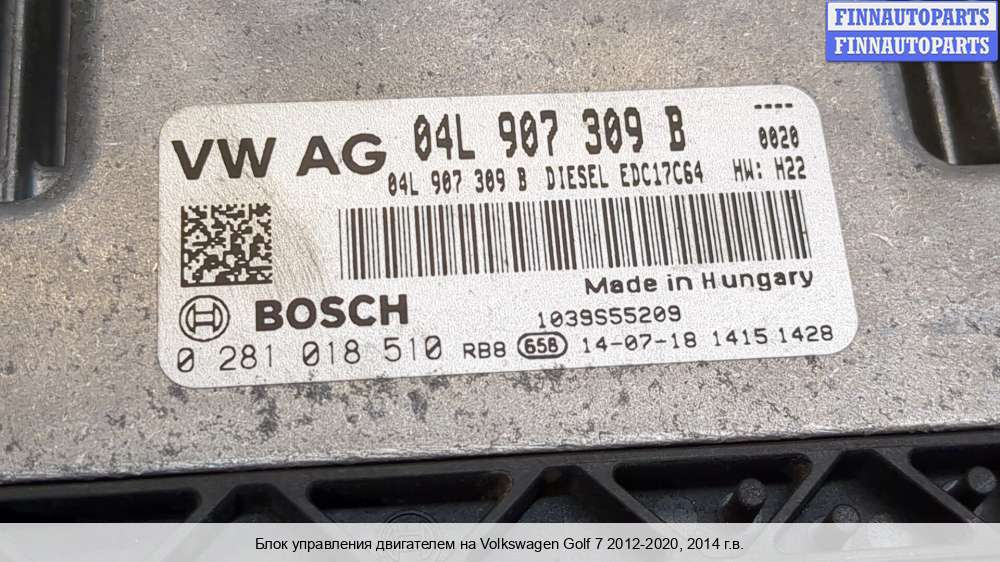 FINNAUTOPARTS
FINNAUTOPARTS
VW AG 04L 907 309 B ----
0020
04L 907 309 B DIESEL EDC17C64 HW: H22
Made in Hungary
BOSCH 1039S55209
0 281 018 510 RB8 658 14-07-18 1415 1428
Блок управления двигателем на Volkswagen Golf 7 2012-2020, 2014 г.в.